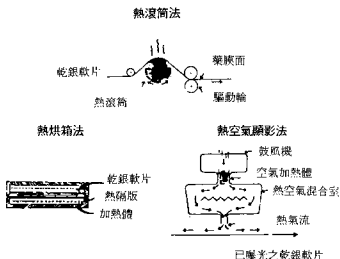 熱滾筒法
藥膜面
乾銀軟片
熱滾筒
驅動輪
熱烘箱法
乾銀軟片
熱隔版
加熱體
熱空氣顯影法
鼓風機
空氣加熱體
熱空氣混合室
熱氣流
已曝光之乾銀軟片